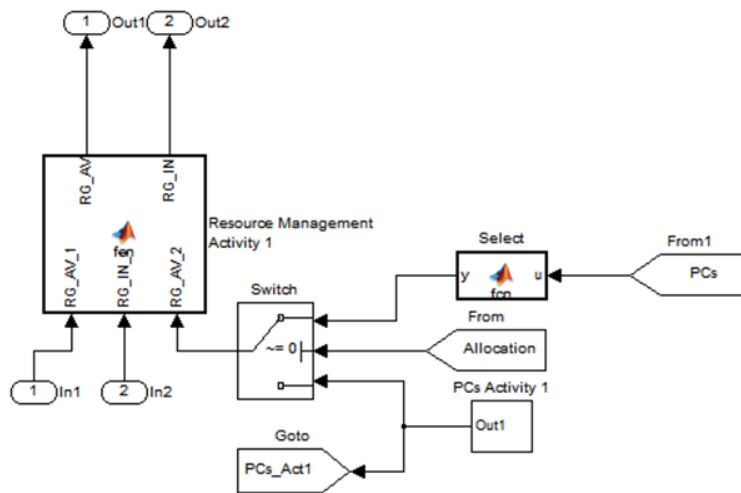 1
Out1
2
Out2
RG_AV
RG_IN
fcn
RG_AV_1
RG_IN_
RG_AV_2
Resource Management
Activity 1
1
In1
2
In2
Switch
~= 0
Select
y
fcn
u
From1
PCs
From
Allocation
PCs Activity 1
Out1
Goto
PCs_Act1